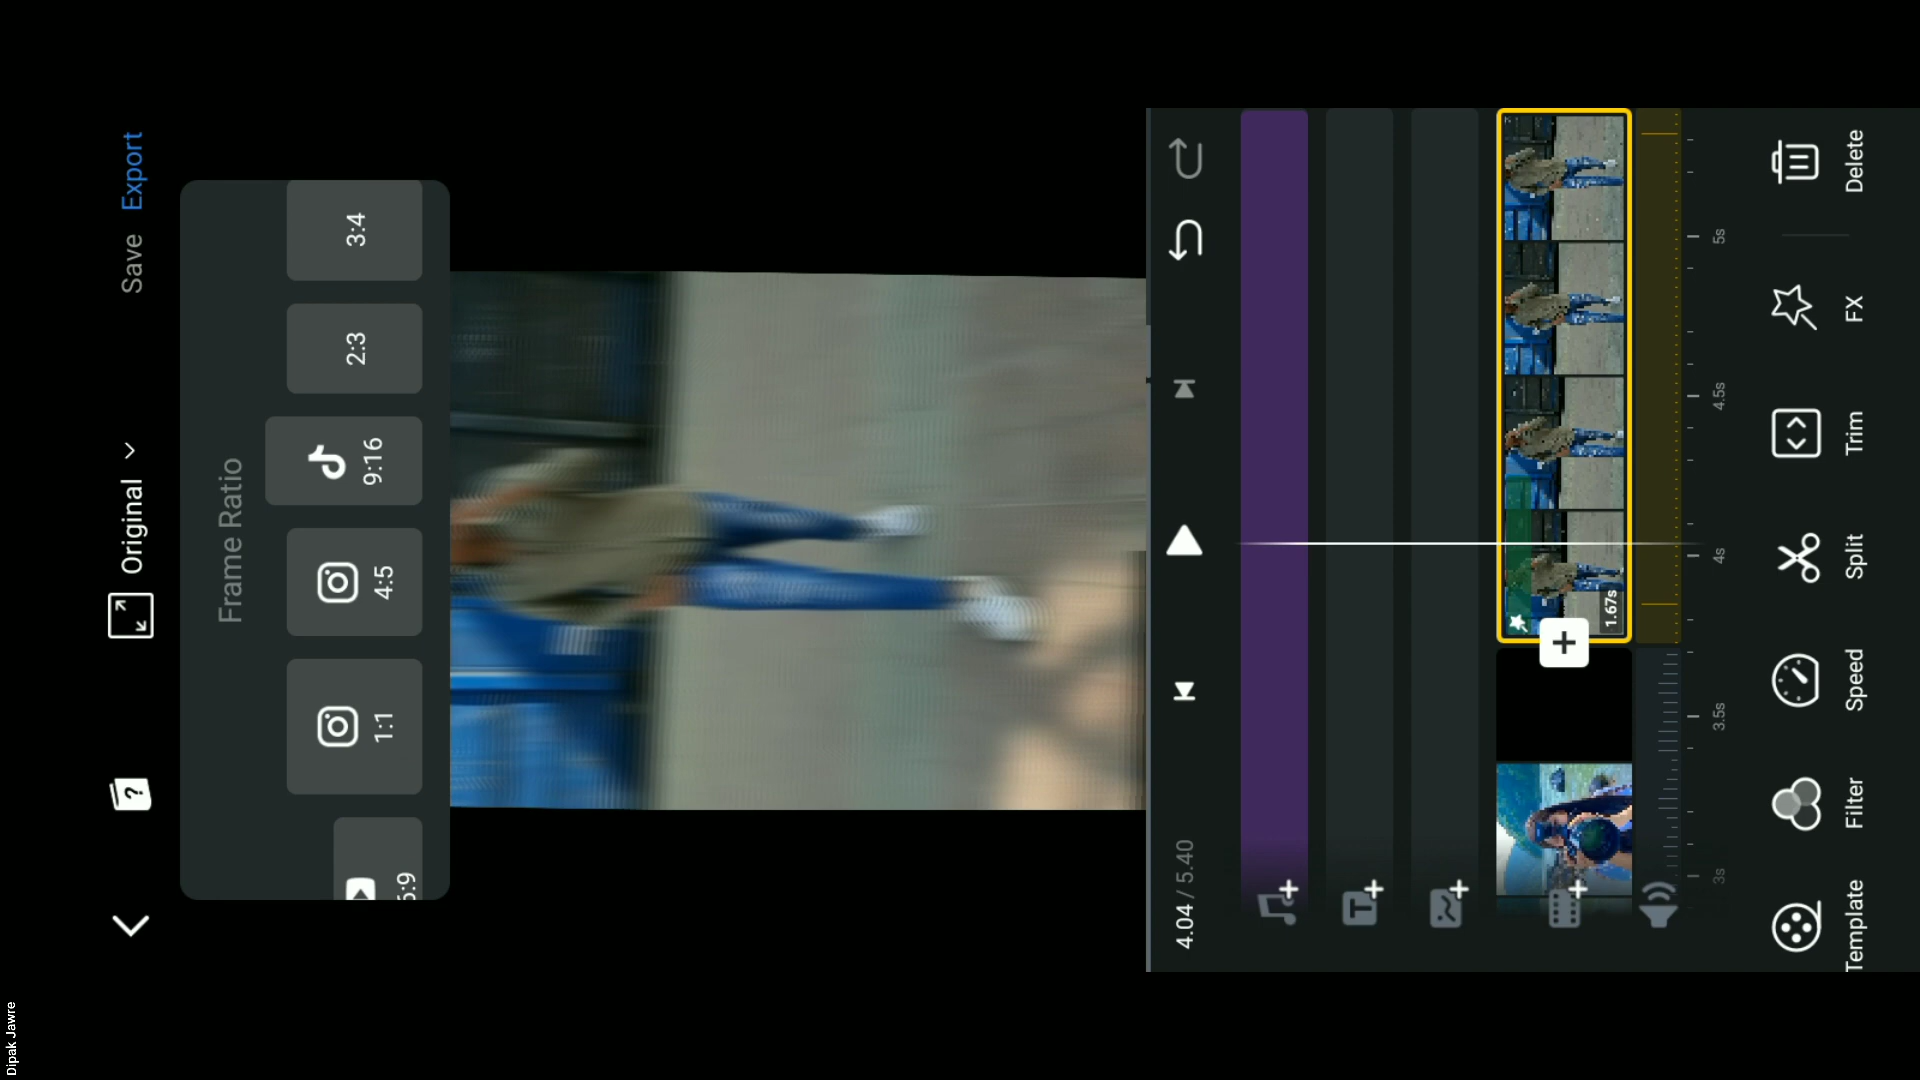 Original
Save
Export
Frame Ratio
1:1
4:5
9:16
2:3
3:4
4.04 / 5.40
1.67s
3s
3.5s
4s
4.5s
5s
Template
Filter
Speed
Split
Trim
FX
Delete
Dipak Jawre